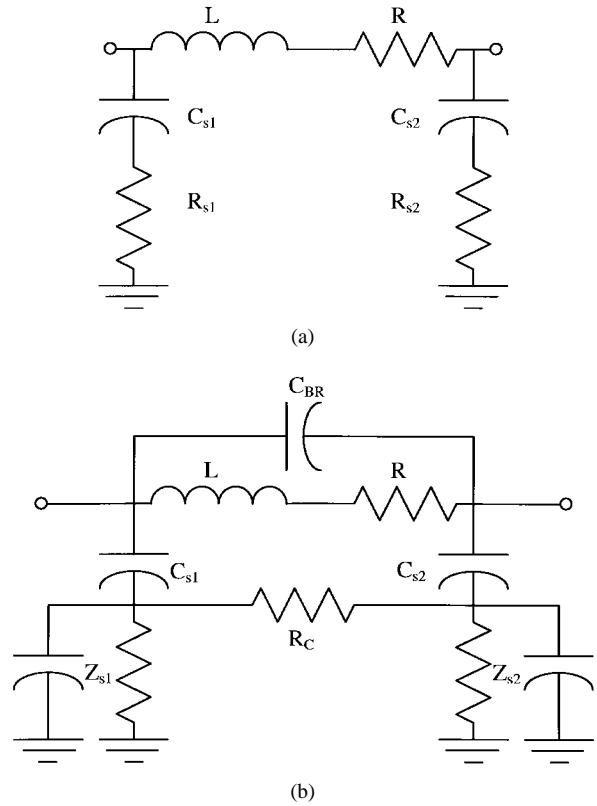 L
R
C_s1
C_s2
R_s1
R_s2
(a)
C_BR
L
R
C_s1
C_s2
R_C
Z_s1
Z_s2
(b)